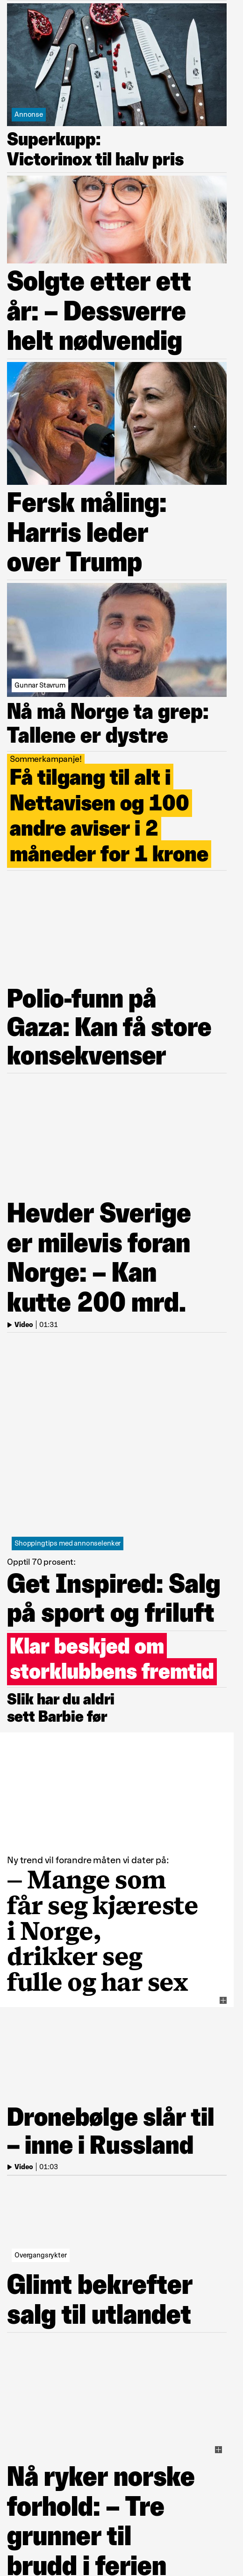 Annonse
Superkupp:
Victorinox til halv pris
Solgte etter ett
år: – Dessverre
helt nødvendig
Fersk måling:
Harris leder
over Trump
Gunnar Stavrum
Nå må Norge ta grep:
Tallene er dystre
Sommerkampanje!
Få tilgang til alt i
Nettavisen og 100
andre aviser i 2
måneder for 1 krone
Polio-funn på
Gaza: Kan få store
konsekvenser
Hevder Sverige
er milevis foran
Norge: – Kan
kutte 200 mrd.
Video | 01:31
Shoppingtips med annonselenker
Opptil 70 prosent:
Get Inspired: Salg
på sport og friluft
Klar beskjed om
storklubbens fremtid
Slik har du aldri
sett Barbie før
Ny trend vil forandre måten vi dater på:
– Mange som
får seg kjæreste
i Norge,
drikker seg
fulle og har sex
Dronebølge slår til
– inne i Russland
Video | 01:03
Overgangsrykter
Glimt bekrefter
salg til utlandet
Nå ryker norske
forhold: – Tre
grunner til
brudd i ferien